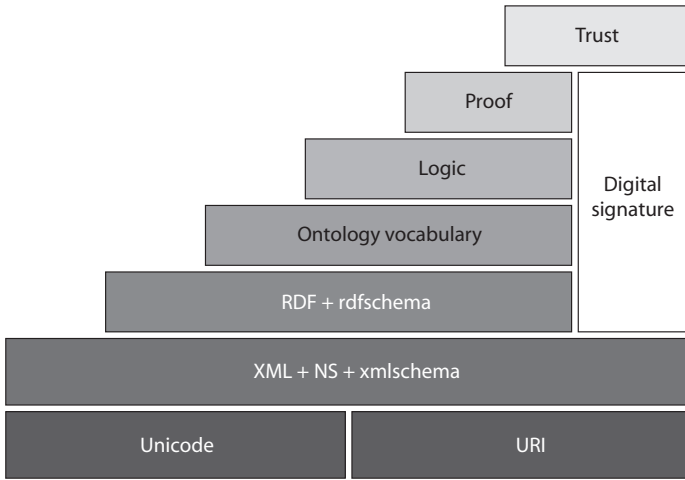 Trust
Proof
Logic
Digital
signature
Ontology vocabulary
RDF + rdfschema
XML + NS + xmlschema
Unicode
URI